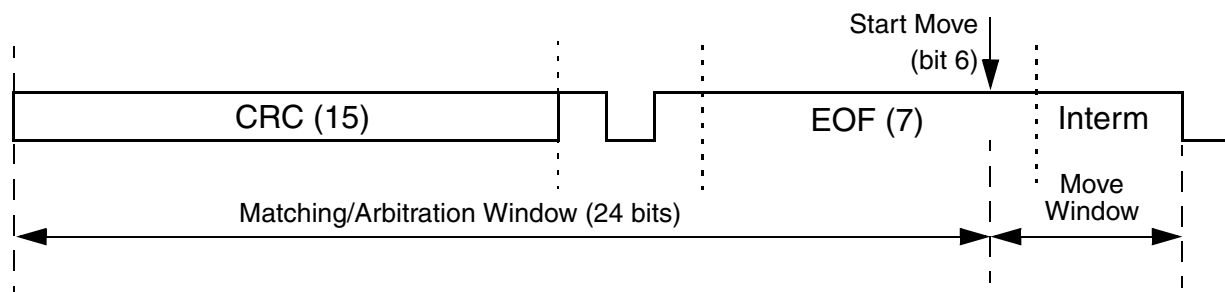 Start Move
(bit 6)
CRC (15)
EOF (7)
Interm
Matching/Arbitration Window (24 bits)
Move
Window